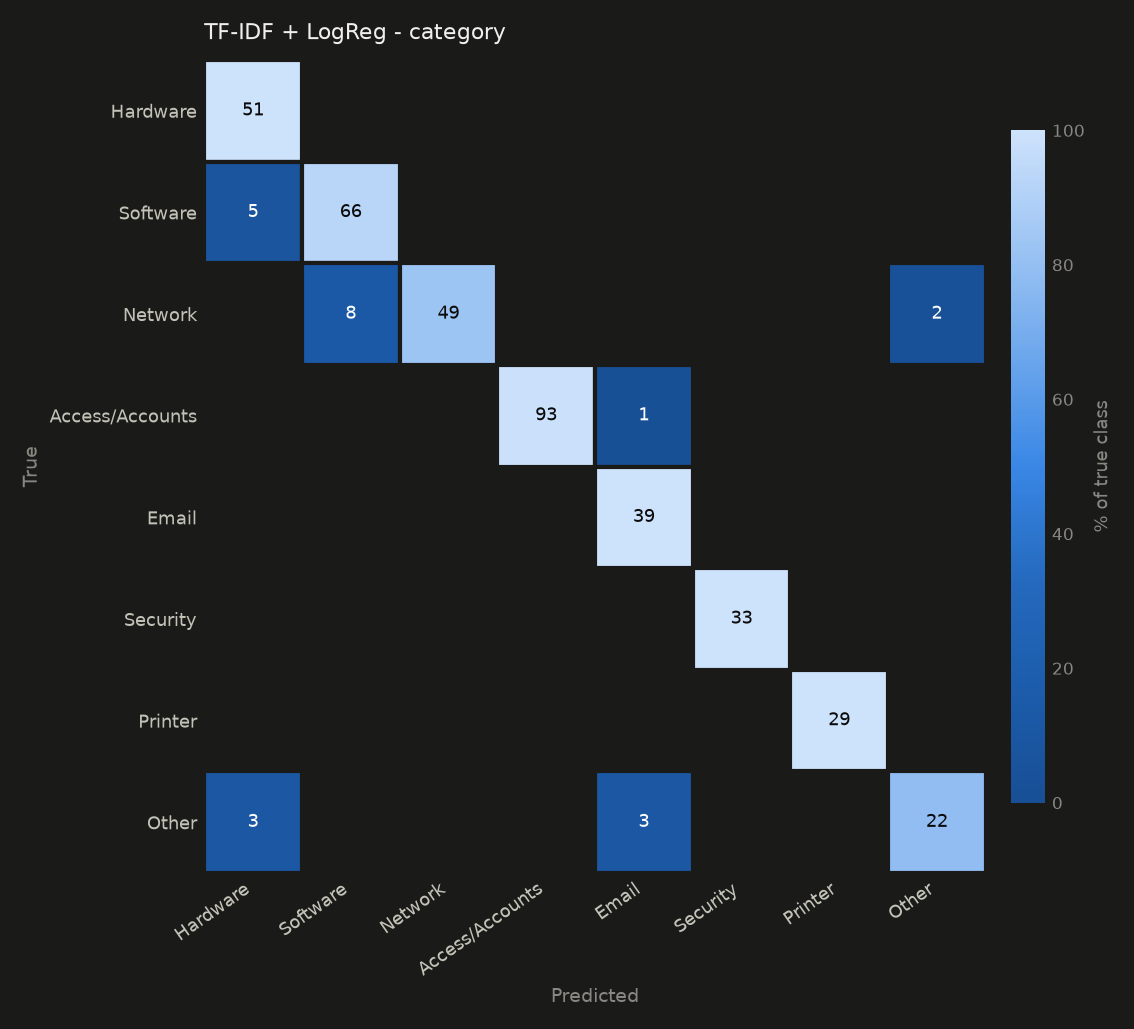 TF-IDF + LogReg - category
Hardware 51
Software 5 66
Network 8 49 2
Access/Accounts 93 1
Email 39
Security 33
Printer 29
Other 3 3 22
True
Hardware Software Network Access/Accounts Email Security Printer Other
Predicted
100
80
60
40
20
0
% of true class